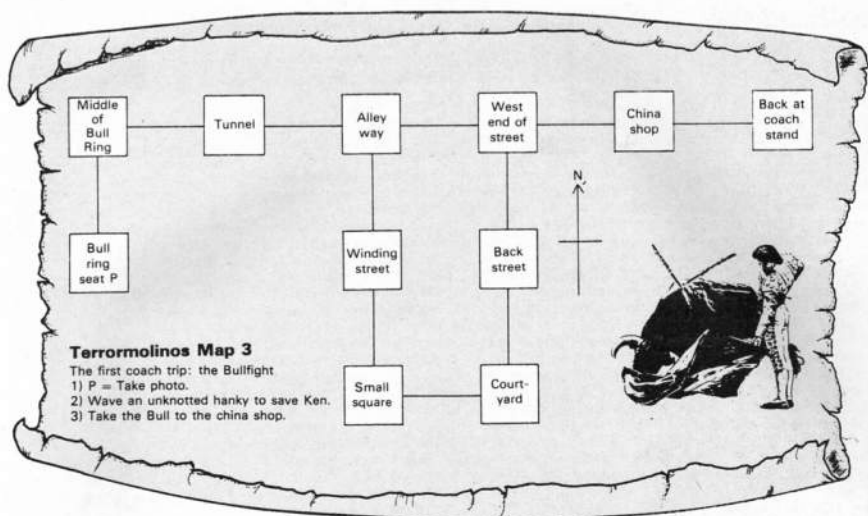 Middle
of
Bull
Ring
Tunnel
Alley
way
West
end of
street
China
shop
Back at
coach
stand
N
Bull
ring
seat P
Winding
street
Back
street
Small
square
Court-
yard
Terrormolinos Map 3
The first coach trip: the Bullfight
1) P = Take photo.
2) Wave an unknotted hanky to save Ken.
3) Take the Bull to the china shop.